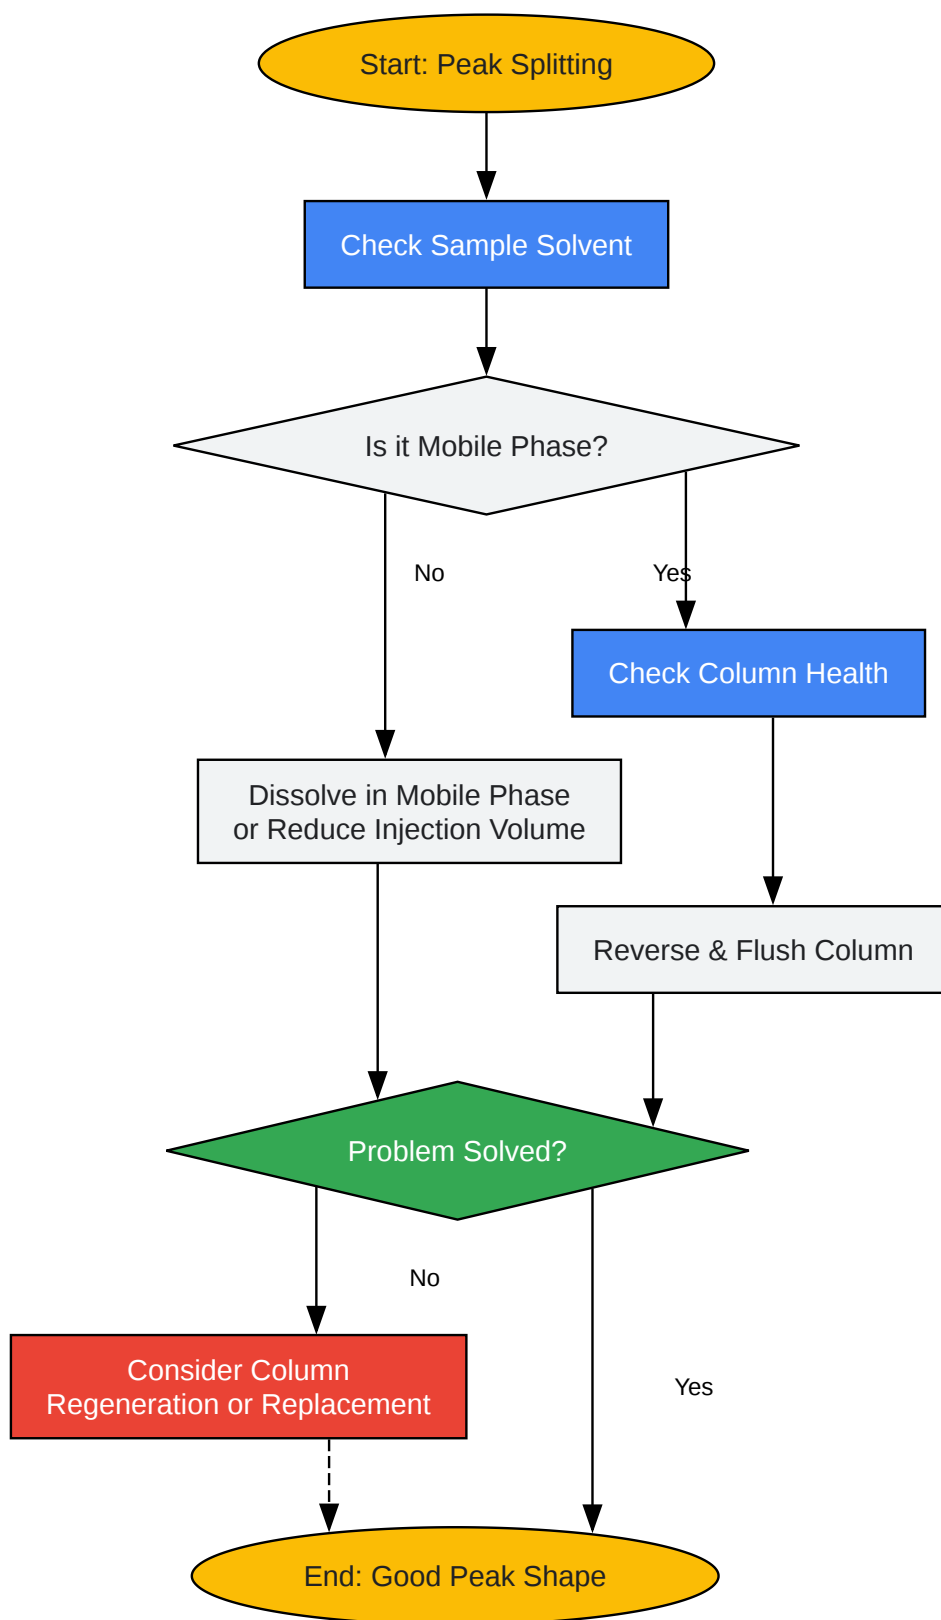 Start: Peak Splitting
Check Sample Solvent
Is it Mobile Phase?
No
Yes
Check Column Health
Dissolve in Mobile Phase
or Reduce Injection Volume
Reverse & Flush Column
Problem Solved?
No
Consider Column
Regeneration or Replacement
Yes
End: Good Peak Shape